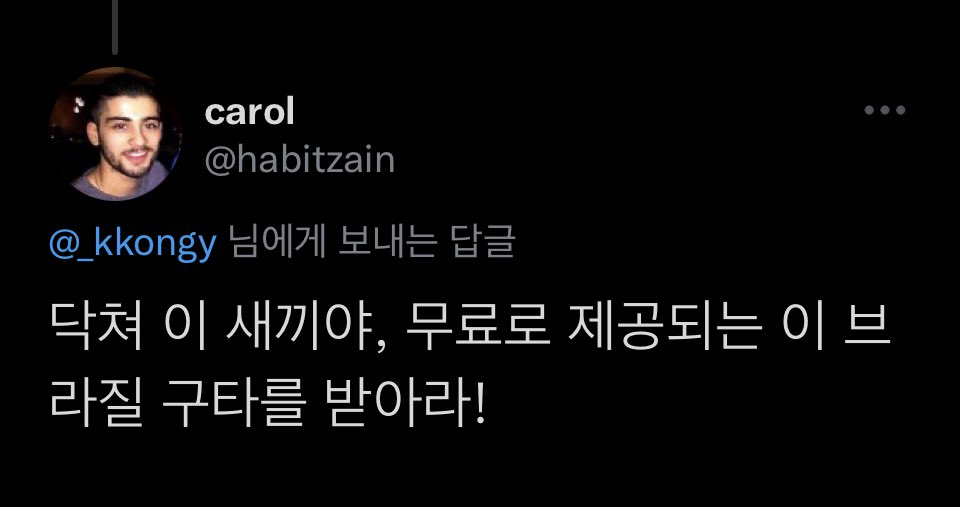 carol
@habitzain
@_kkongy 님에게 보내는 답글
닥쳐 이 새끼야, 무료로 제공되는 이 브
라질 구타를 받아라!